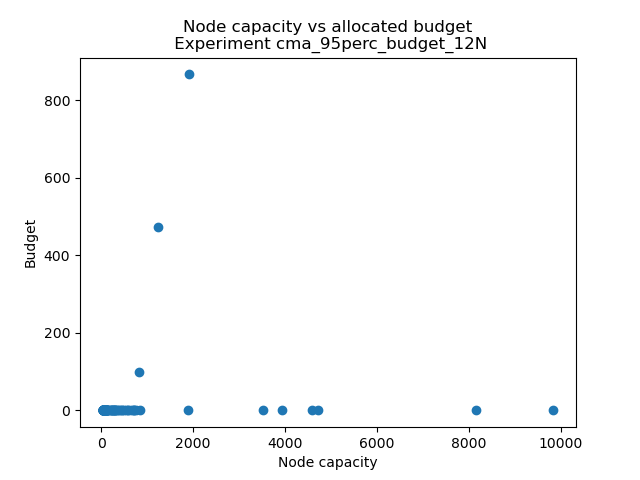 Node capacity vs allocated budget
Experiment cma_95perc_budget_12N
800
600
400
200
0
Budget
0 2000 4000 6000 8000 10000
Node capacity